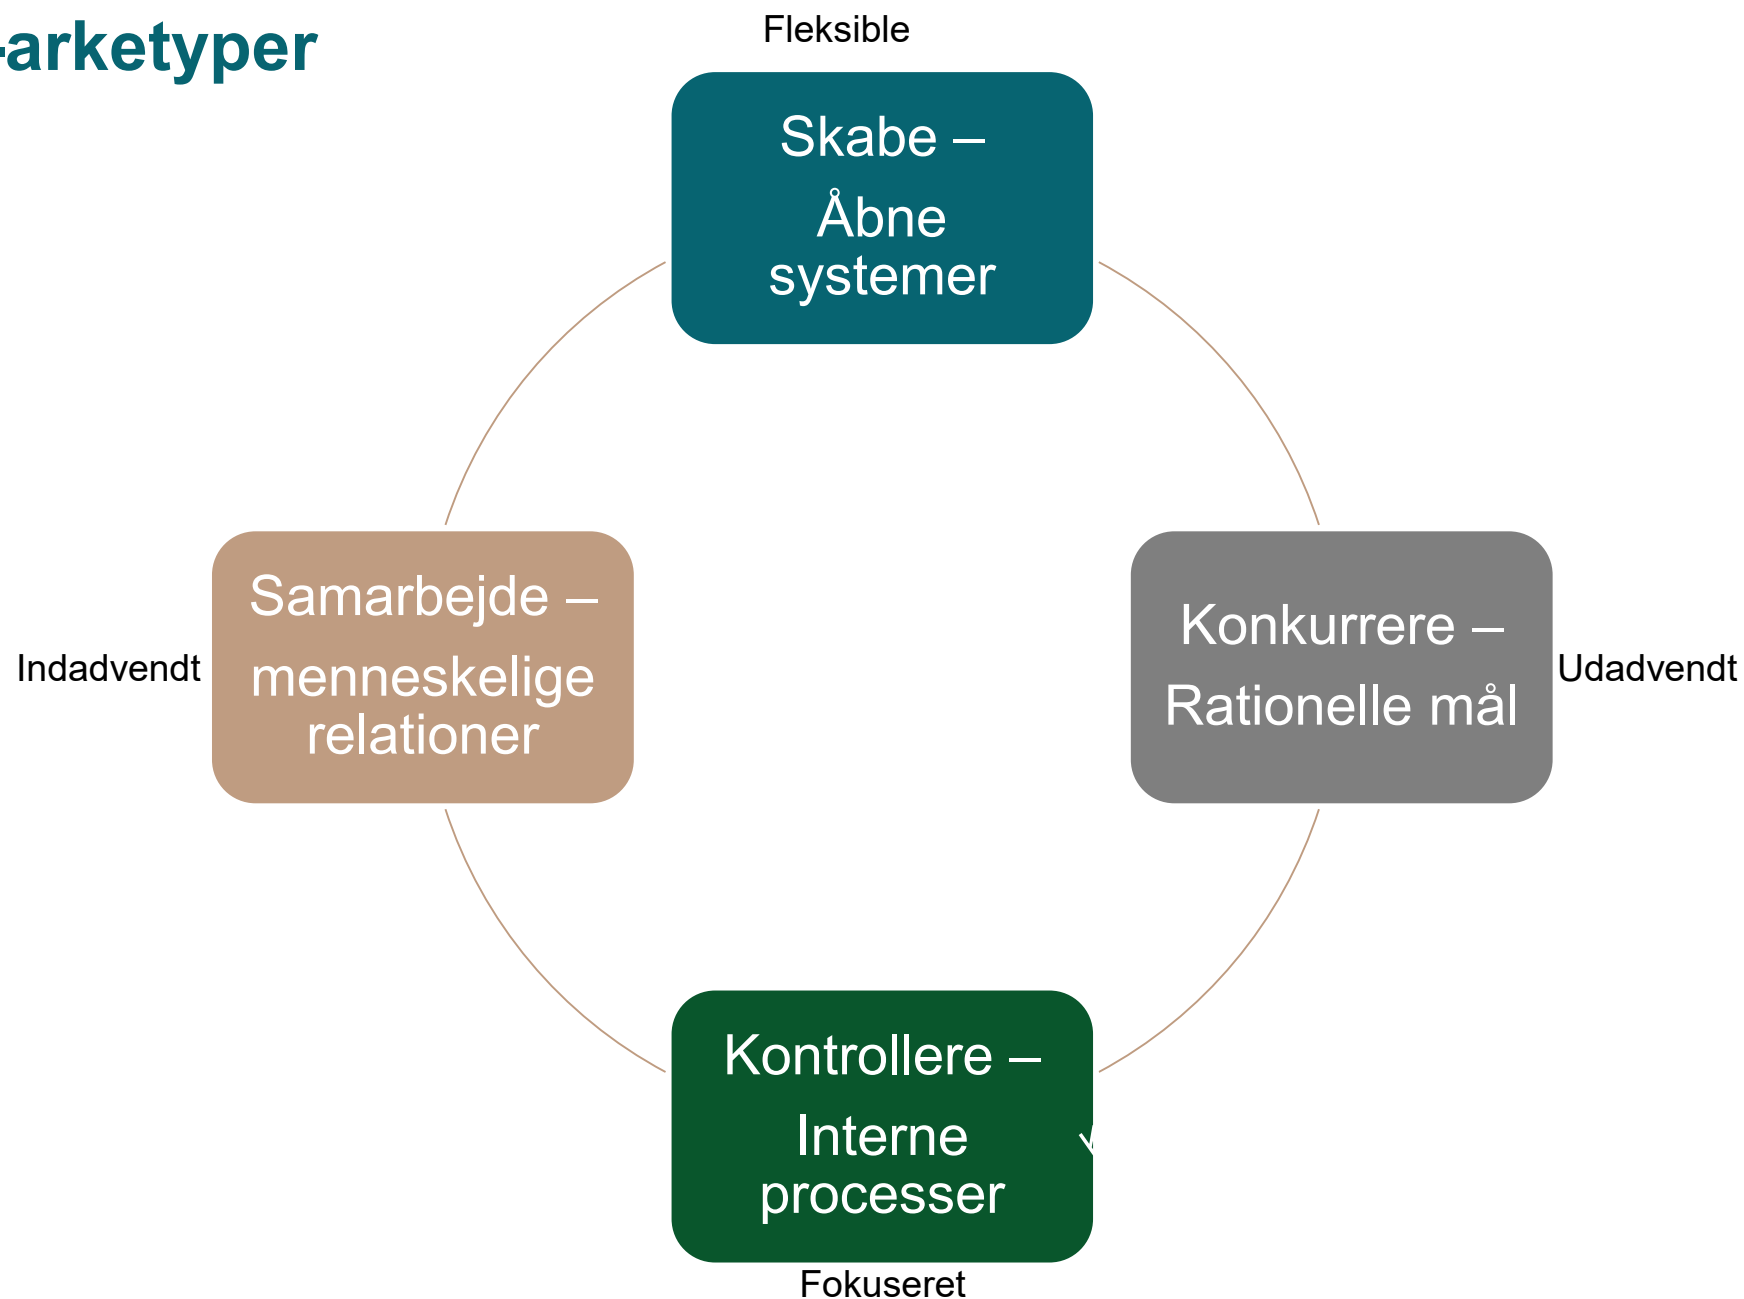 -arketyper
Fleksible
Skabe –
Åbne
systemer
Samarbejde –
menneskelige
relationer
Indadvendt
Konkurrere –
Rationelle mål
Udadvendt
Kontrollere –
Interne
processer
Fokuseret